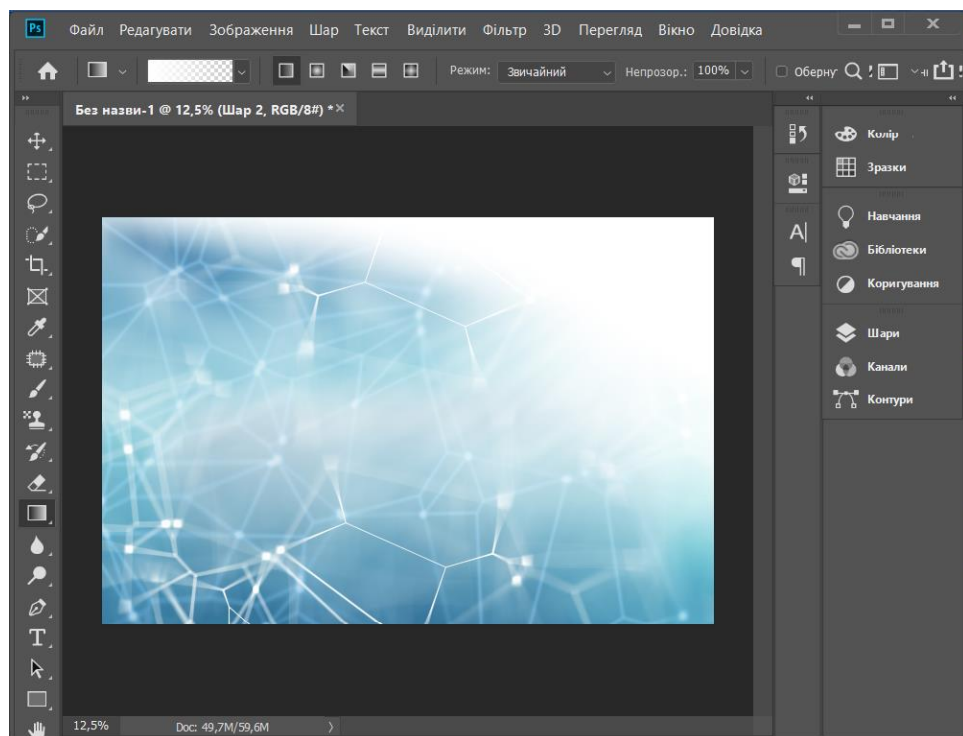 Ps Файл Редагувати Зображення Шар Текст Виділити Фільтр 3D Перегляд Вікно Довідка
Режим: Звичайний Непрозор.: 100% Оберну
Без назви-1 @ 12,5% (Шар 2, RGB/8#) *
Колір
Зразки
Навчання
Бібліотеки
Коригування
Шари
Канали
Контури
12,5% Doc: 49,7M/59,6M